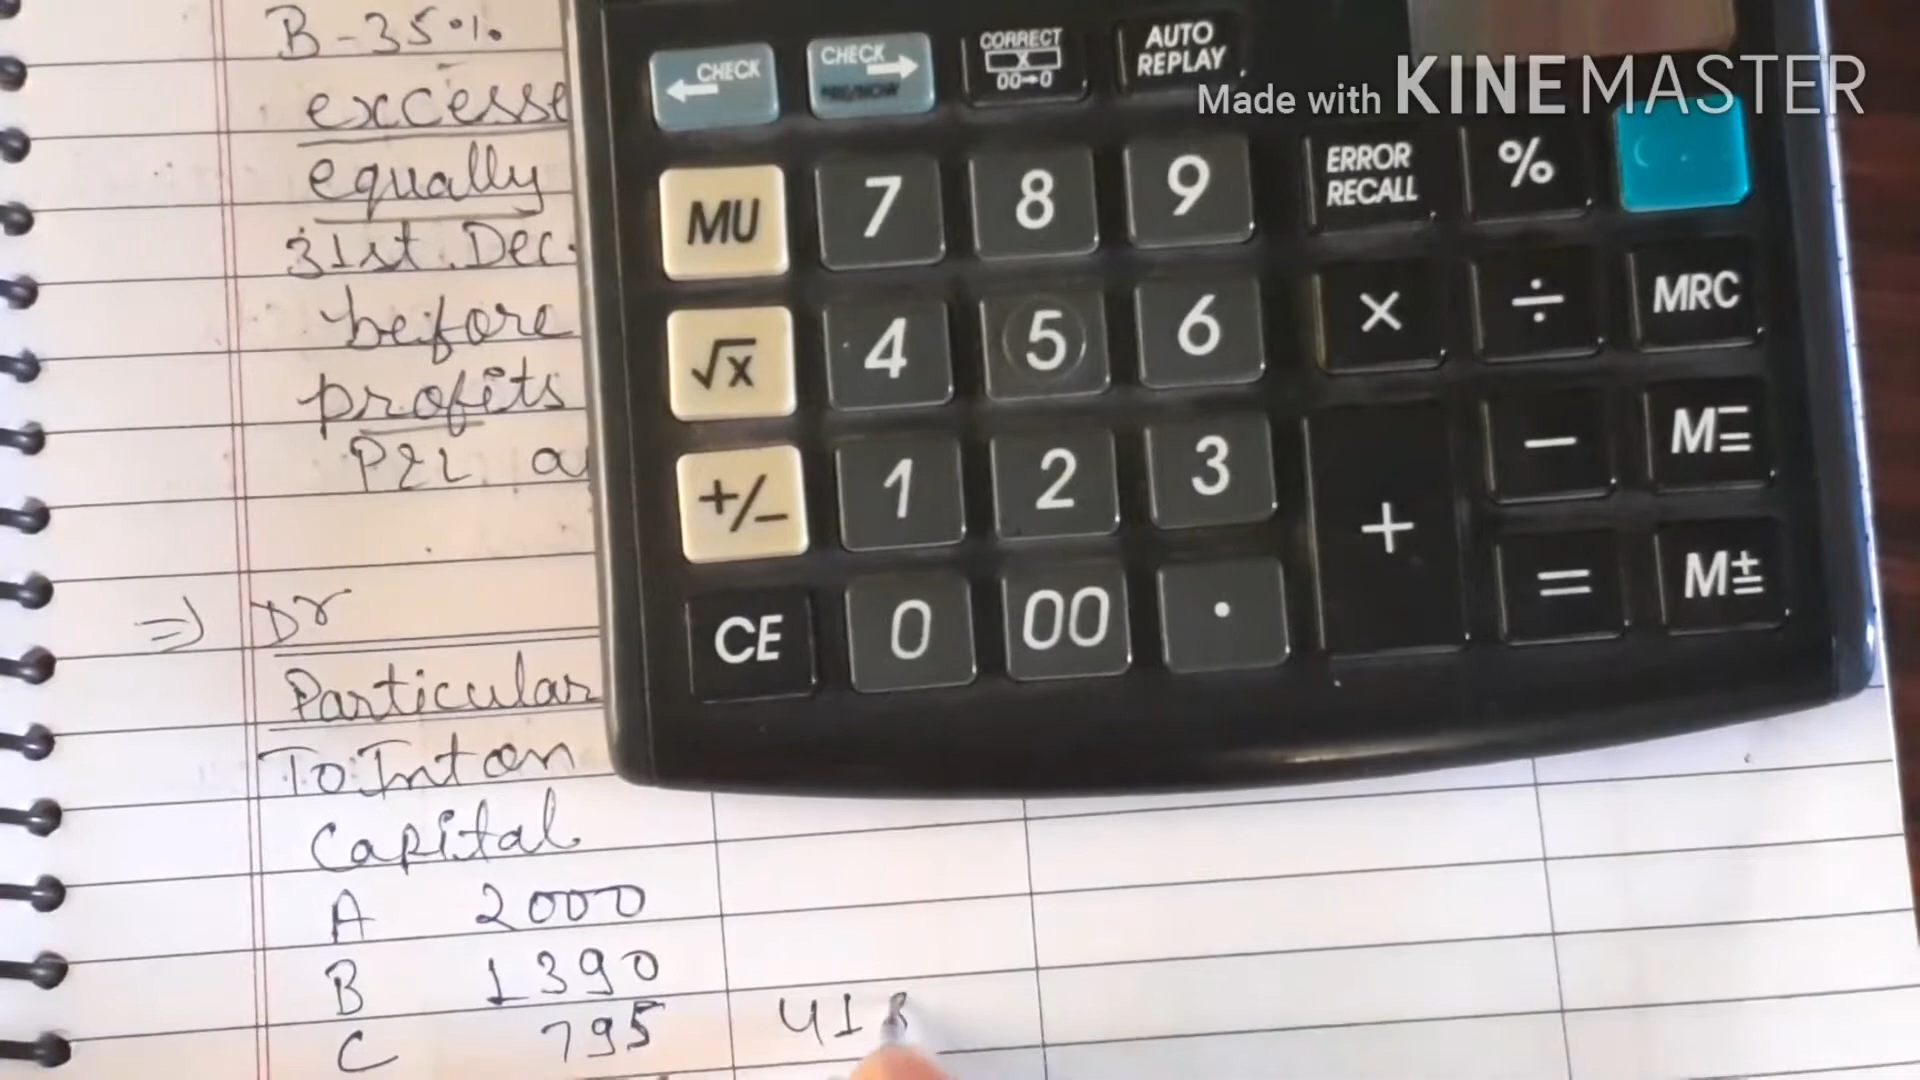 B - 35%
excesse
equally
31st Dec.
before
profits
P&L a
⇒ Dr
Particular
To Int on
Capital
A 2000
B 1390
C 795 418
CHECK
CHECK
CORRECT
X
00→0
AUTO
REPLAY
Made with KINEMASTER
MU 7 8 9
ERROR
RECALL
%
√x 4 5 6 × ÷ MRC
+/− 1 2 3 + − M=
CE 0 00 . = M±